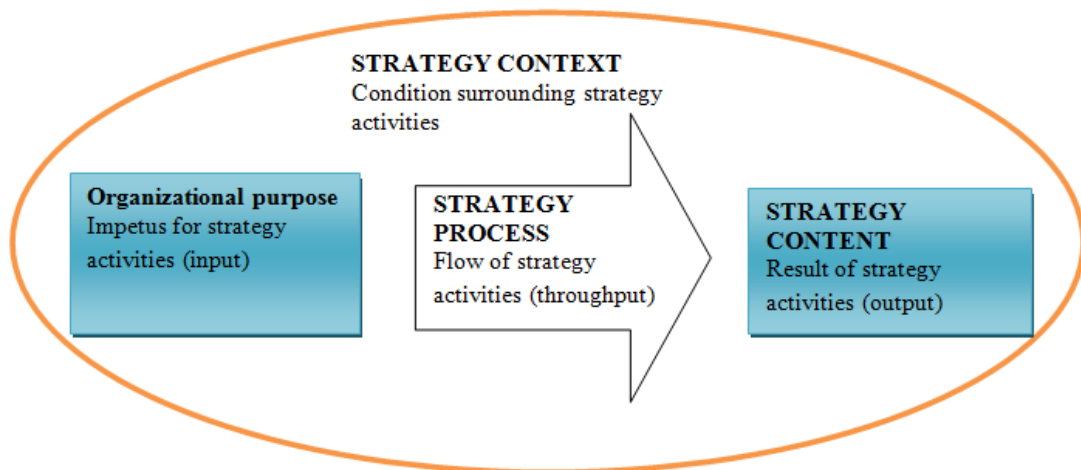 STRATEGY CONTEXT
Condition surrounding strategy
activities
Organizational purpose
Impetus for strategy
activities (input)
STRATEGY
PROCESS
Flow of strategy
activities (throughput)
STRATEGY
CONTENT
Result of strategy
activities (output)